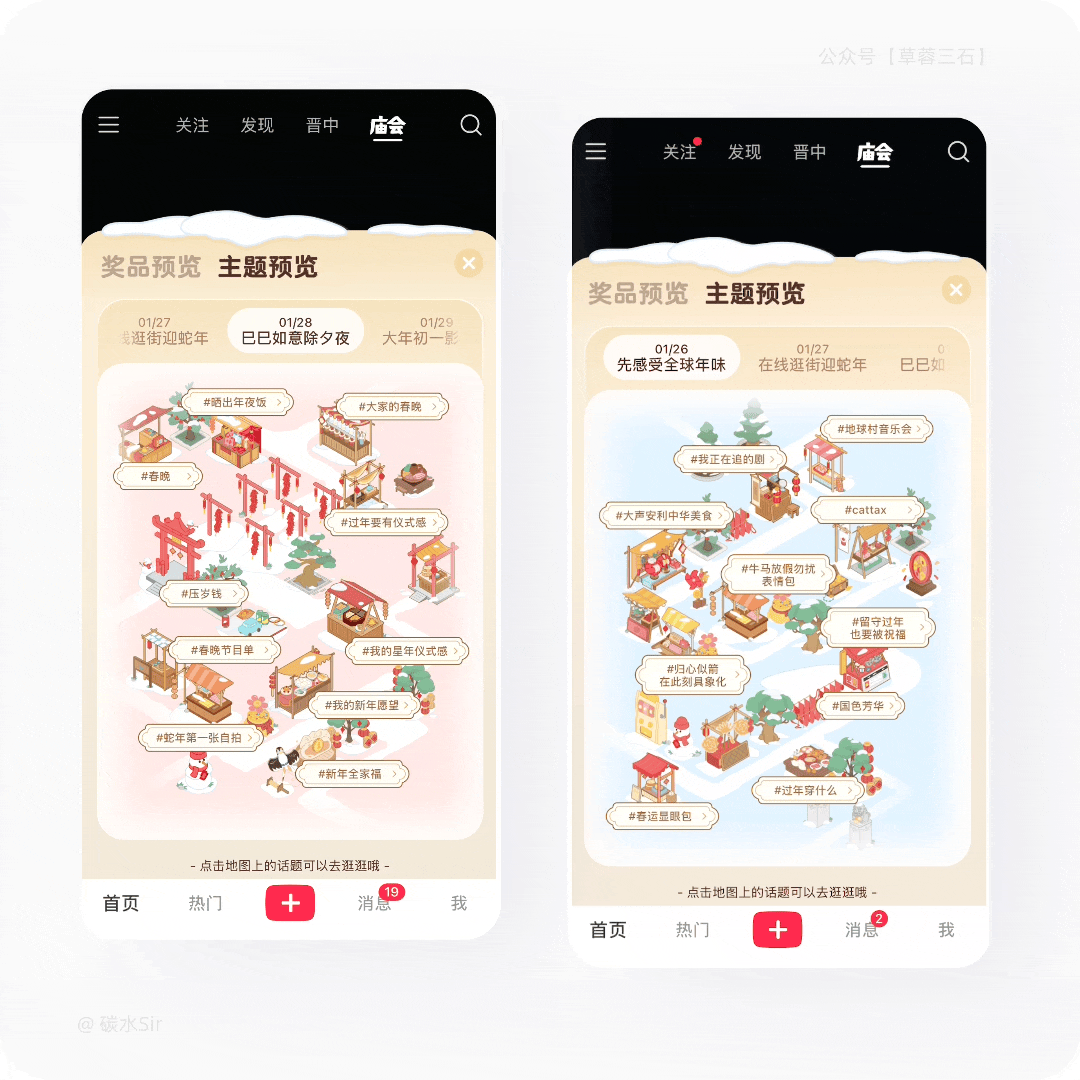 公众号【草蓉三石】
关注
发现
晋中
庙会
奖品预览
主题预览
01/27
线逛街迎蛇年
01/28
巳巳如意除夕夜
01/29
大年初一影
#晒出年夜饭
#大家的春晚
#春晚
#过年要有仪式感
#压岁钱
#春晚节目单
#我的星年仪式感
#我的新年愿望
#蛇年第一张自拍
#新年全家福
- 点击地图上的话题可以去逛逛哦 -
首页
热门
消息
19
我
关注
发现
晋中
庙会
奖品预览
主题预览
01/26
先感受全球年味
01/27
在线逛街迎蛇年
0
巳巳如
#地球村音乐会
#我正在追的剧
#大声安利中华美食
#cattax
#牛马放假勿扰
表情包
#留守过年
也要被祝福
#归心似箭
在此刻具象化
#国色芳华
#过年穿什么
#春运显眼包
- 点击地图上的话题可以去逛逛哦 -
首页
热门
消息
2
我
@ 碳水Sir